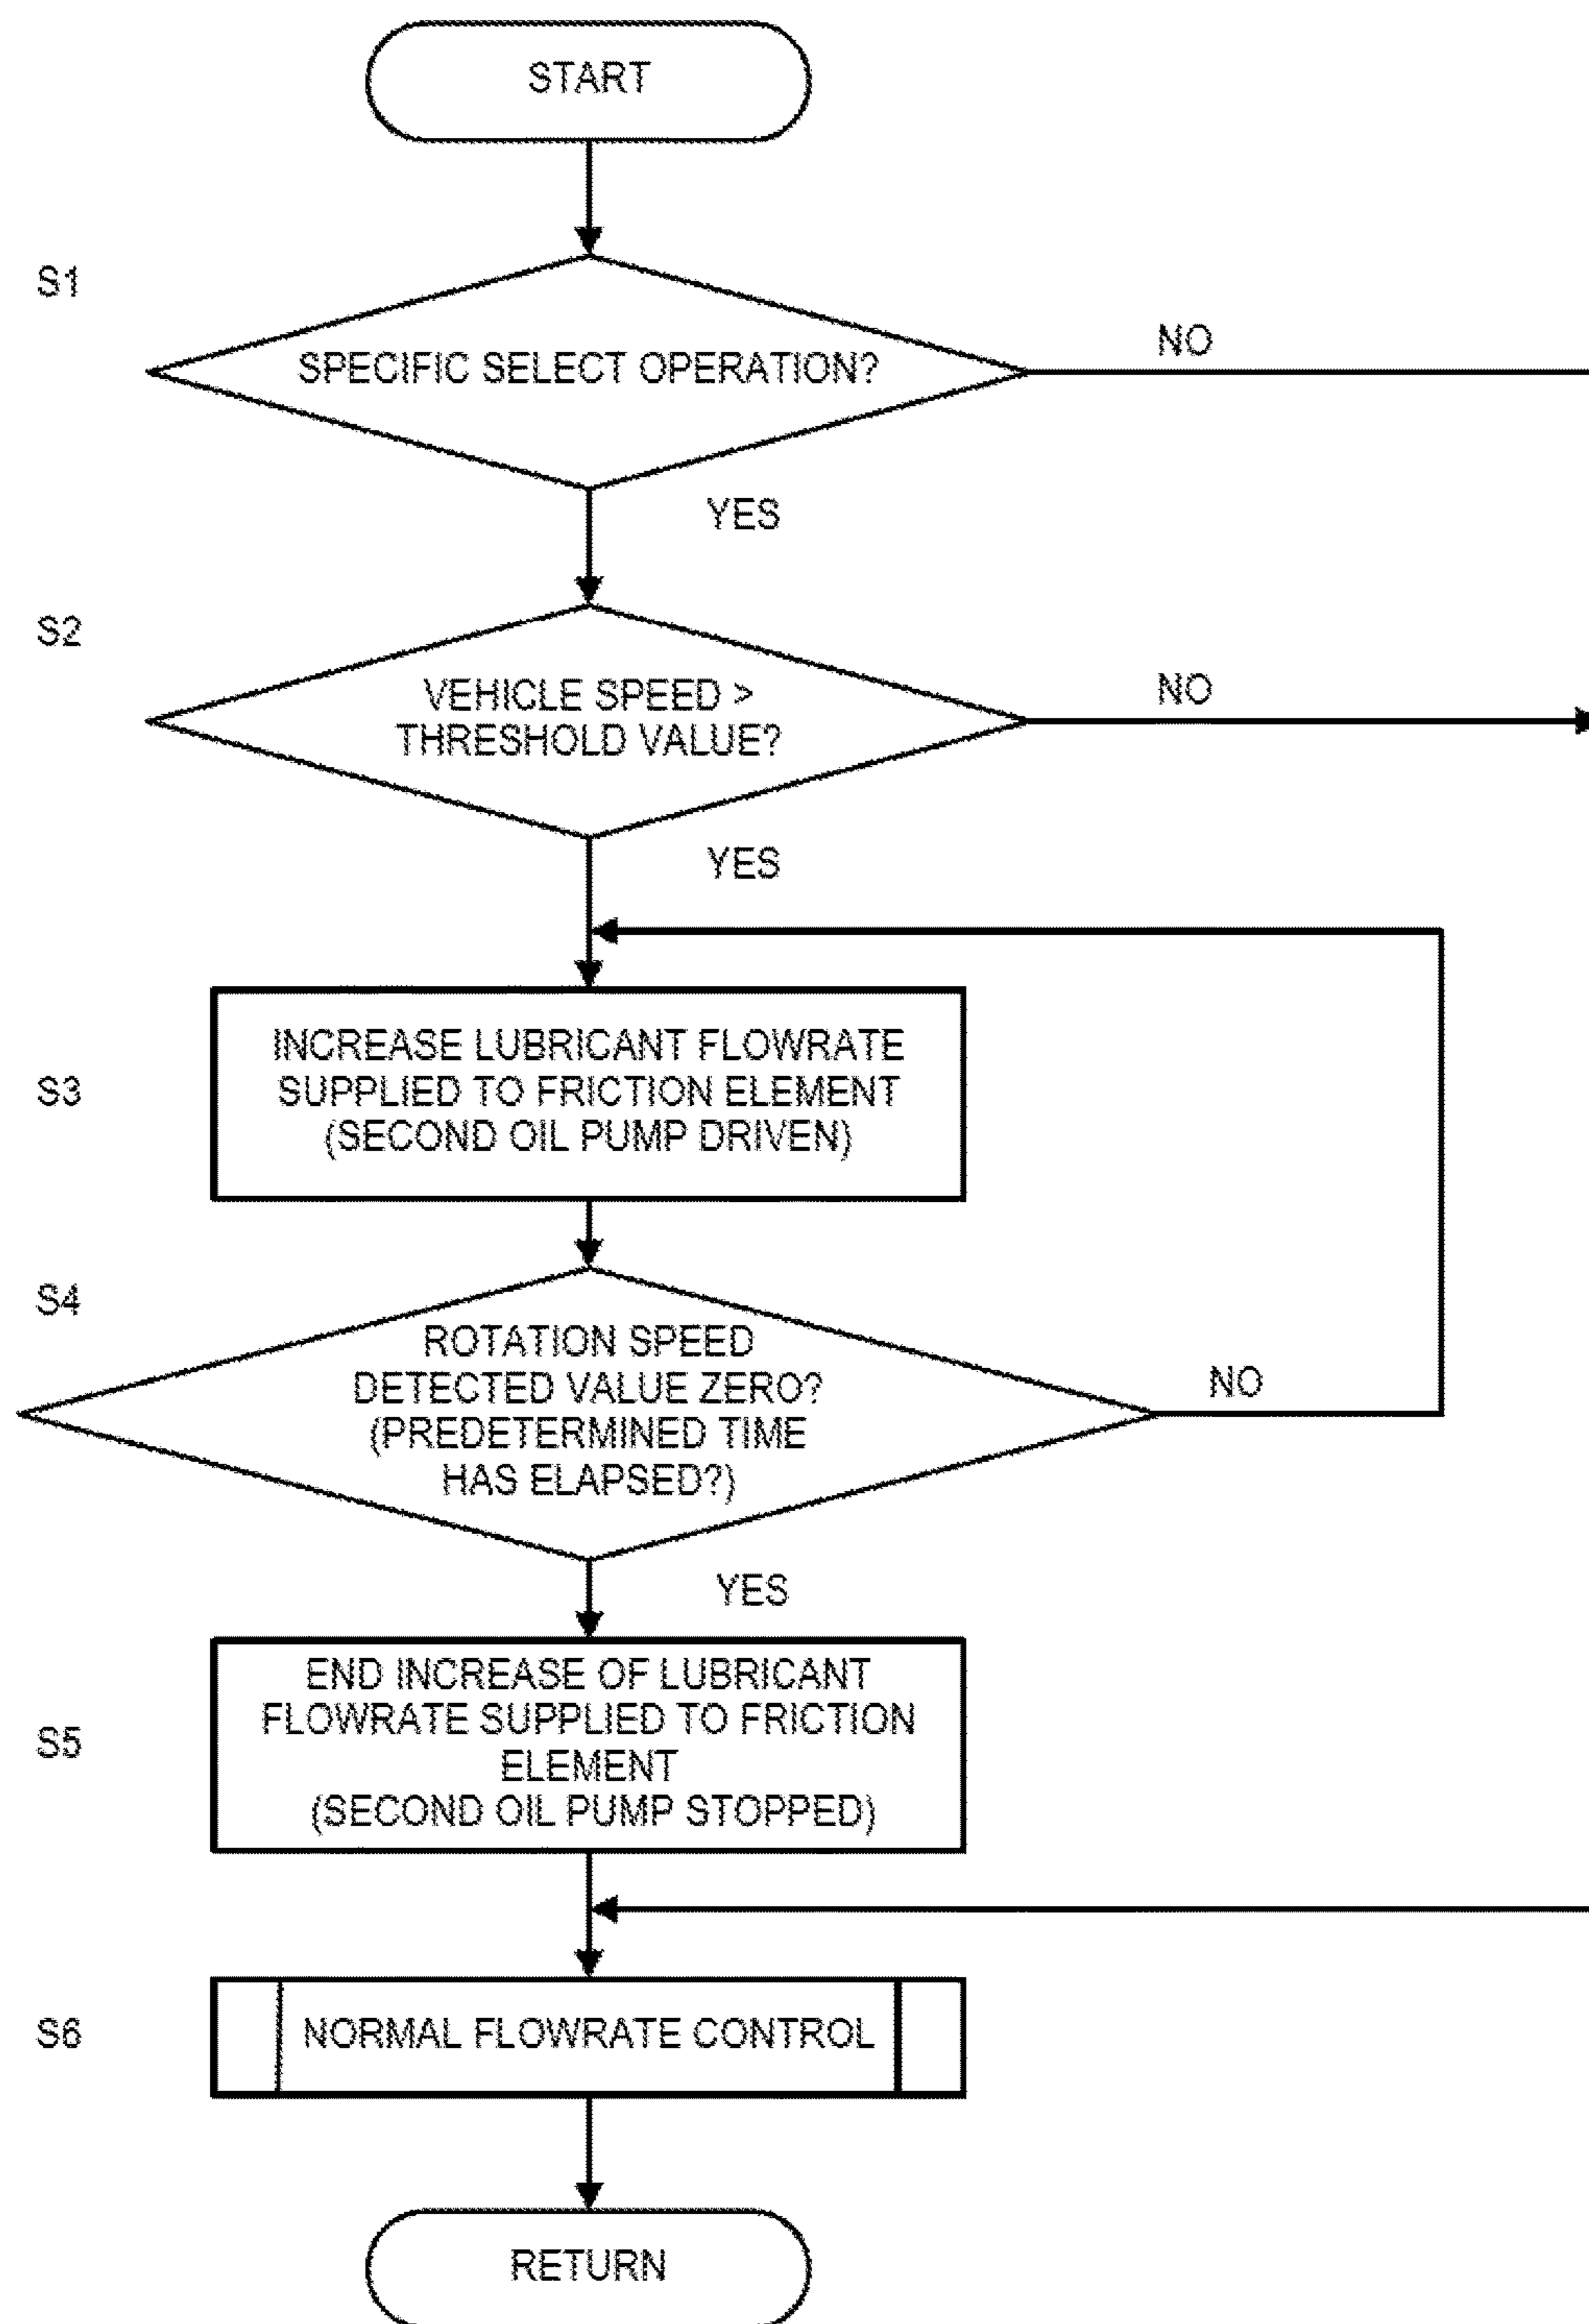 START
S1
SPECIFIC SELECT OPERATION?
NO
YES
S2
VEHICLE SPEED >
THRESHOLD VALUE?
NO
YES
S3
INCREASE LUBRICANT FLOWRATE
SUPPLIED TO FRICTION ELEMENT
(SECOND OIL PUMP DRIVEN)
S4
ROTATION SPEED
DETECTED VALUE ZERO?
(PREDETERMINED TIME
HAS ELAPSED?)
NO
YES
S5
END INCREASE OF LUBRICANT
FLOWRATE SUPPLIED TO FRICTION
ELEMENT
(SECOND OIL PUMP STOPPED)
S6
NORMAL FLOWRATE CONTROL
RETURN